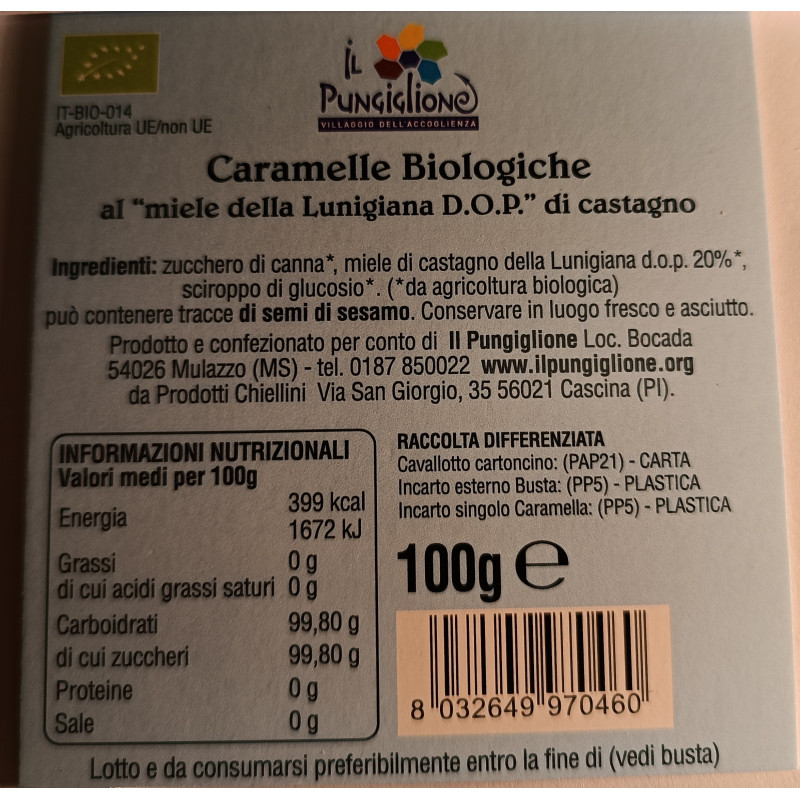 IT-BIO-014
Agricoltura UE/non UE
IL
PUNGIGLIONE
VILLAGGIO DELL'ACCOGLIENZA
Caramelle Biologiche
al “miele della Lunigiana D.O.P.” di castagno
Ingredienti: zucchero di canna*, miele di castagno della Lunigiana d.o.p. 20%*,
sciroppo di glucosio*. (*da agricoltura biologica)
può contenere tracce di semi di sesamo. Conservare in luogo fresco e asciutto.
Prodotto e confezionato per conto di Il Pungiglione Loc. Bocada
54026 Mulazzo (MS) - tel. 0187 850022 www.ilpungiglione.org
da Prodotti Chiellini Via San Giorgio, 35 56021 Cascina (PI).
INFORMAZIONI NUTRIZIONALI
Valori medi per 100g
Energia 399 kcal
1672 kJ
Grassi 0 g
di cui acidi grassi saturi 0 g
Carboidrati 99,80 g
di cui zuccheri 99,80 g
Proteine 0 g
Sale 0 g
RACCOLTA DIFFERENZIATA
Cavallotto cartoncino: (PAP21) - CARTA
Incarto esterno Busta: (PP5) - PLASTICA
Incarto singolo Caramella: (PP5) - PLASTICA
100g ℮
8 032649 970460
Lotto e da consumarsi preferibilmente entro la fine di (vedi busta)